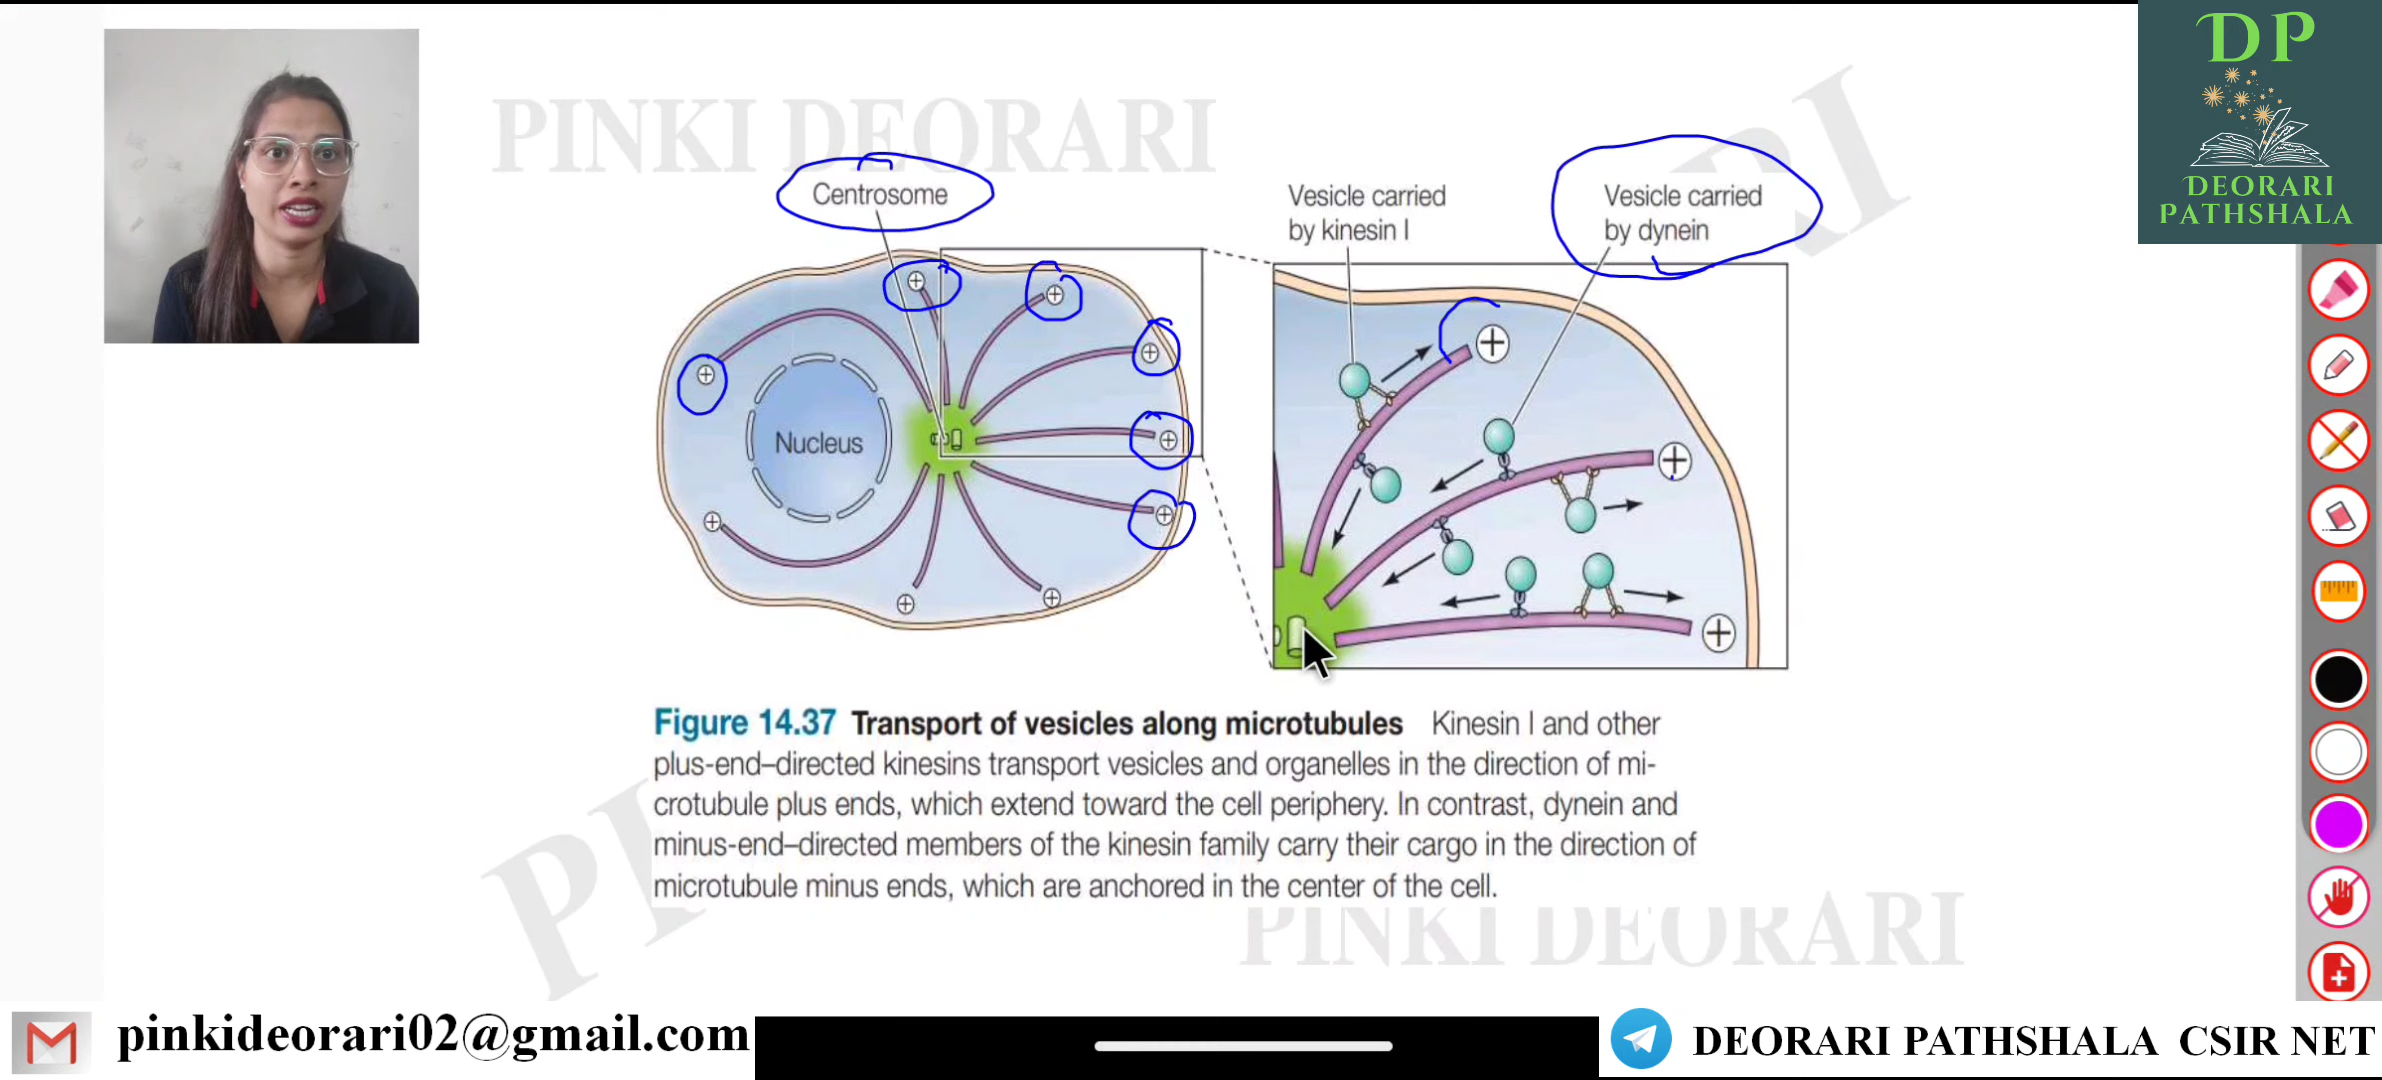 PINKI DEORARI
DP
DEORARI
PATHSHALA
Centrosome
Vesicle carried
by kinesin I
Vesicle carried
by dynein
Nucleus
Figure 14.37 Transport of vesicles along microtubules Kinesin I and other
plus-end–directed kinesins transport vesicles and organelles in the direction of mi-
crotubule plus ends, which extend toward the cell periphery. In contrast, dynein and
minus-end–directed members of the kinesin family carry their cargo in the direction of
microtubule minus ends, which are anchored in the center of the cell.
PINKI DEORARI
pinkideorari02@gmail.com
DEORARI PATHSHALA CSIR NET